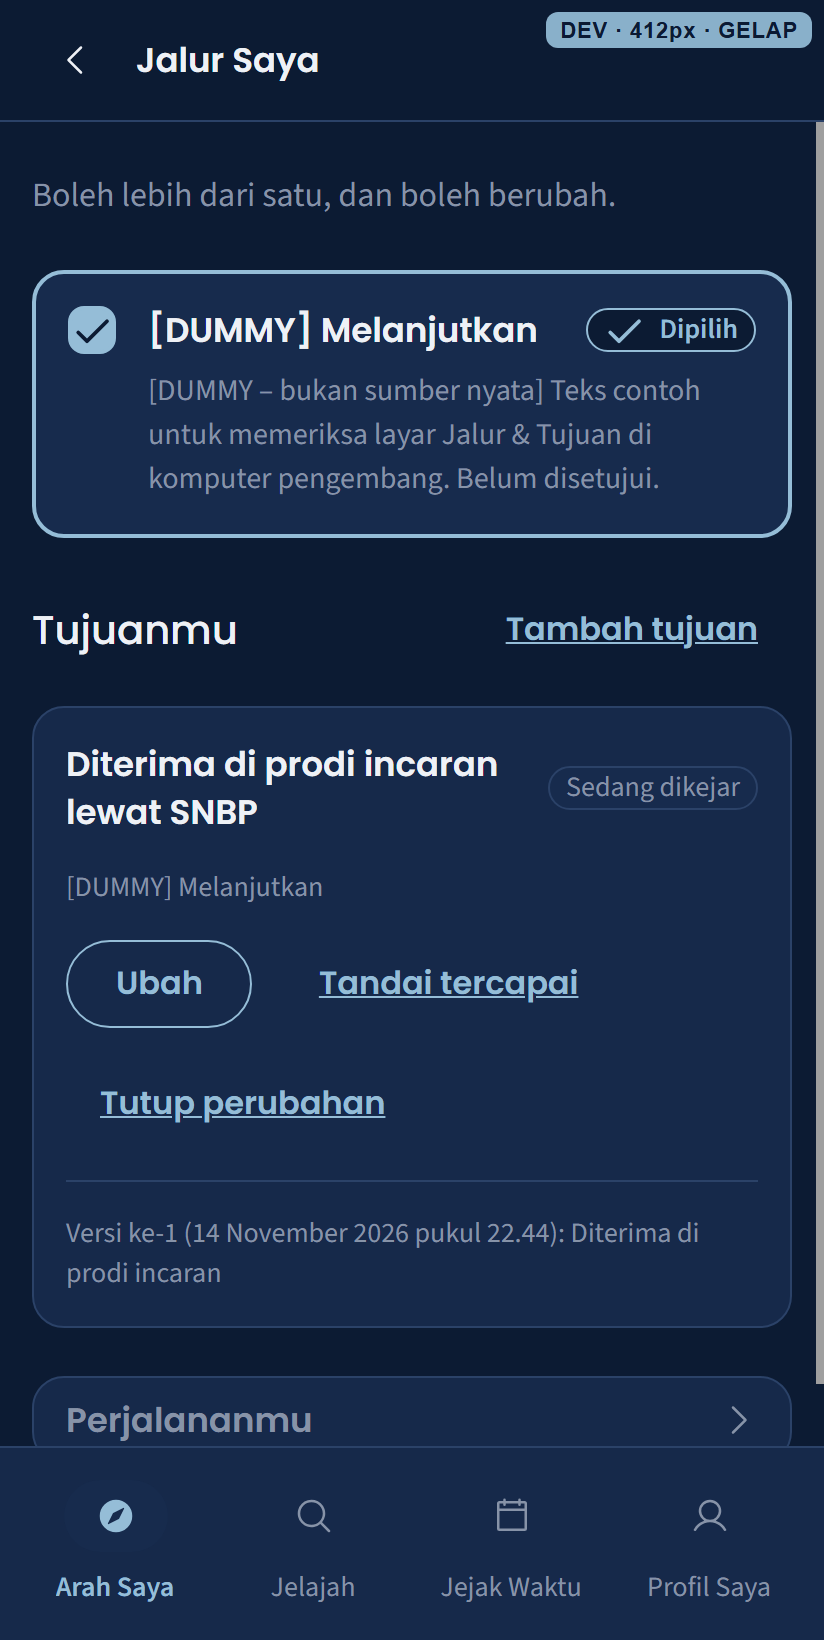 DEV · 412px · GELAP
Jalur Saya
Boleh lebih dari satu, dan boleh berubah.
[DUMMY] Melanjutkan
Dipilih
[DUMMY – bukan sumber nyata] Teks contoh
untuk memeriksa layar Jalur & Tujuan di
komputer pengembang. Belum disetujui.
Tujuanmu
Tambah tujuan
Diterima di prodi incaran
lewat SNBP
Sedang dikejar
[DUMMY] Melanjutkan
Ubah
Tandai tercapai
Tutup perubahan
Versi ke-1 (14 November 2026 pukul 22.44): Diterima di
prodi incaran
Perjalananmu
Arah Saya
Jelajah
Jejak Waktu
Profil Saya